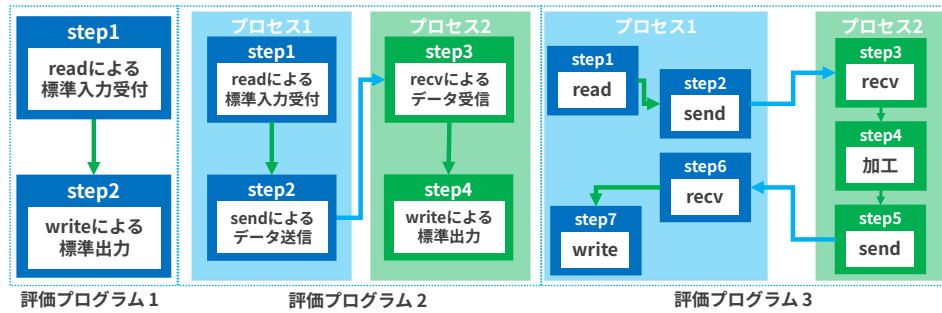 step1
readによる
標準入力受付
step2
writeによる
標準出力
評価プログラム 1
プロセス1
step1
readによる
標準入力受付
step2
sendによる
データ送信
プロセス2
step3
recvによる
データ受信
step4
writeによる
標準出力
評価プログラム 2
プロセス1
step1
read
step2
send
プロセス2
step3
recv
step4
加工
step5
send
step6
recv
step7
write
評価プログラム 3